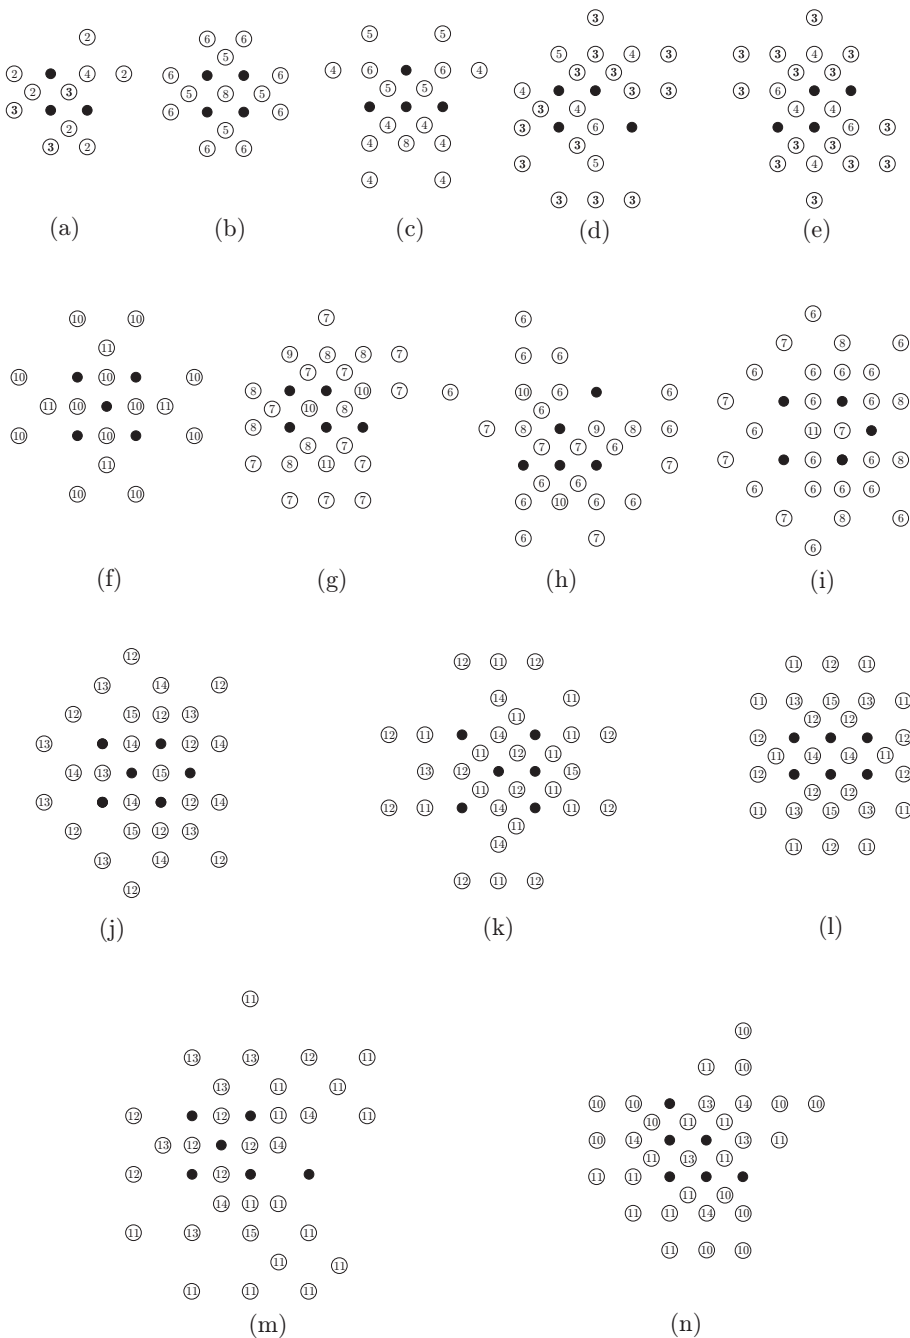 2
2 4 2
2 3
3
2
3 2
(a)
6 6
5
6 6
5 8 5
6 6
5
6 6
(b)
5 5
4 6 6 4
5 5
4 4
4 8 4
4 4
(c)
3
5 3 4 3
3 3
4 3 3
3 4
3 6
3
3 5
3 3 3
(d)
3
3 3 4 3
3 3
3 6
4 4
6 3
3 3
3 4 3 3
3
(e)
10 10
11
10 10 10
11 10 10 11
10 10 10
11
10 10
(f)
7
9 8 8 7
7 7
8 10 7 6
7 10 8
8
8 7
7 8 11 7
7 7 7
(g)
6
6 6
10 6 6
6
7 8 9 8 6
7 7 6
7
6 6
6 10 6 6
6 7
(h)
6
7 8 6
6 6 6 6
7 6 8
6 11 7
7 6 6 8
6 6 6 6
7 8 6
6
(i)
12
13 14 12
12 15 12 13
13 14 12 14
14 13 15
13 14 12 14
12 15 12 13
13 14 12
12
(j)
12 11 12
14 11
11
12 11 14 11 12
11 12 11
13 12 15
11 12 11
12 11 14 11 12
11
14
12 11 12
(k)
11 12 11
11 13 15 13 11
12 12
12 12
11 14 14 11
12 12
12 12
11 13 15 13 11
11 12 11
(l)
11
13 13 12 11
13 11 11
12 12 11 14 11
13 12 12 14
12 12
14 11 11
11 13 15 11
11 11
11 11 11
(m)
10
11 10
10 10 13 14 10 10
10 11 11
10 14 13 11
11 13 11
11 11
11 10
11 11 14 10
11 10 10
(n)